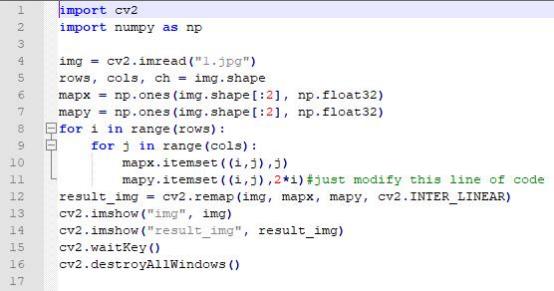 1 import cv2
2 import numpy as np
3
4 img = cv2.imread("1.jpg")
5 rows, cols, ch = img.shape
6 mapx = np.ones(img.shape[:2], np.float32)
7 mapy = np.ones(img.shape[:2], np.float32)
8 for i in range(rows):
9     for j in range(cols):
10         mapx.itemset((i,j),j)
11         mapy.itemset((i,j),2*i)#just modify this line of code
12 result_img = cv2.remap(img, mapx, mapy, cv2.INTER_LINEAR)
13 cv2.imshow("img", img)
14 cv2.imshow("result_img", result_img)
15 cv2.waitKey()
16 cv2.destroyAllWindows()
17